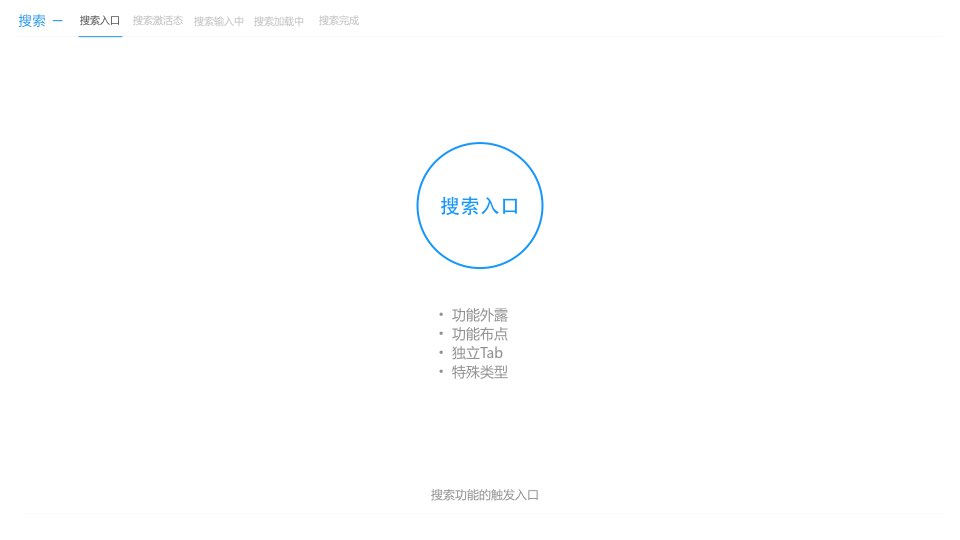 搜索 — 搜索入口 搜索激活态 搜索输入中 搜索加载中 搜索完成
搜索入口
• 功能外露
• 功能布点
• 独立Tab
• 特殊类型
搜索功能的触发入口